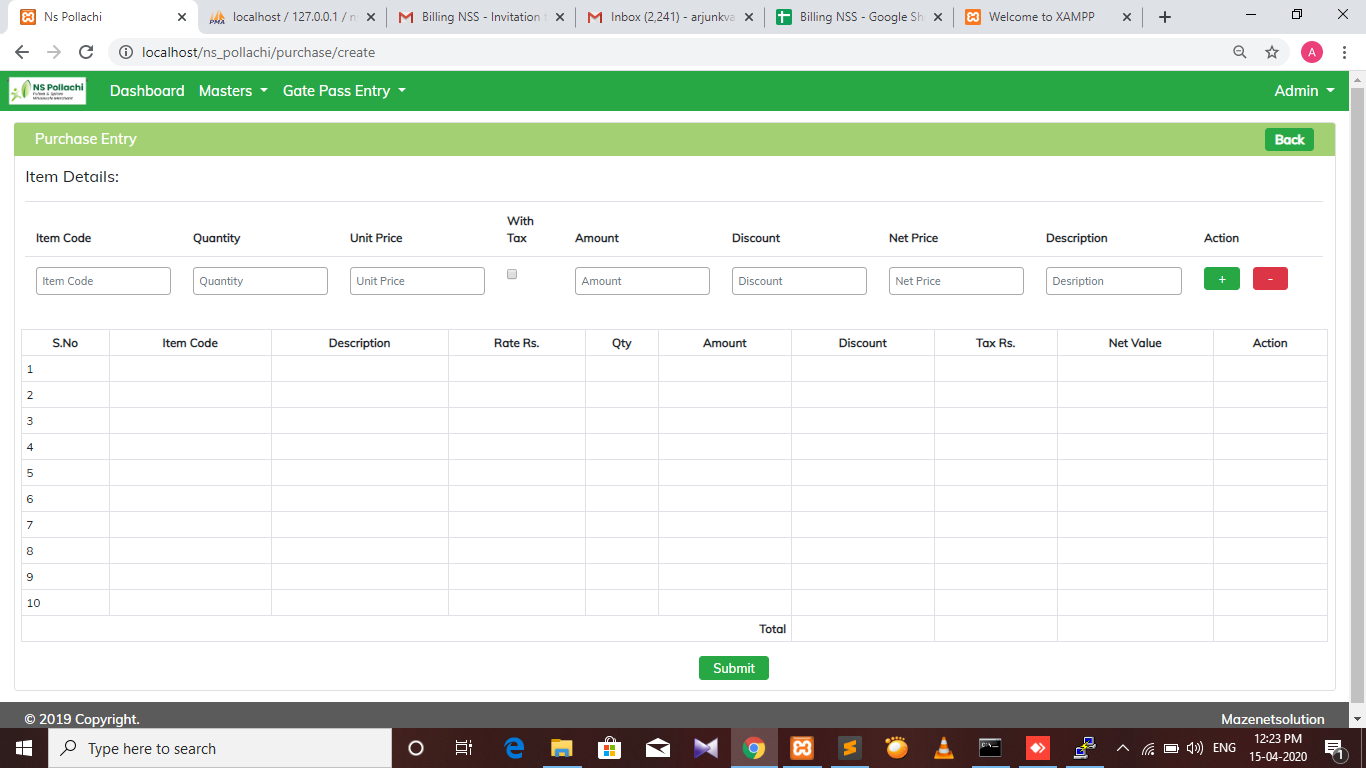 Ns Pollachi
localhost / 127.0.0.1 / n
Billing NSS - Invitation t
Inbox (2,241) - arjunkva
Billing NSS - Google Sh
Welcome to XAMPP
localhost/ns_pollachi/purchase/create
A
NS Pollachi
Dashboard Masters Gate Pass Entry Admin
Purchase Entry Back
Item Details:
Item Code Quantity Unit Price With Tax Amount Discount Net Price Description Action
Item Code Quantity Unit Price Amount Discount Net Price Desription + -
S.No Item Code Description Rate Rs. Qty Amount Discount Tax Rs. Net Value Action
1
2
3
4
5
6
7
8
9
10
Total
Submit
© 2019 Copyright. Mazenetsolution
Type here to search
ENG
12:23 PM
15-04-2020
1